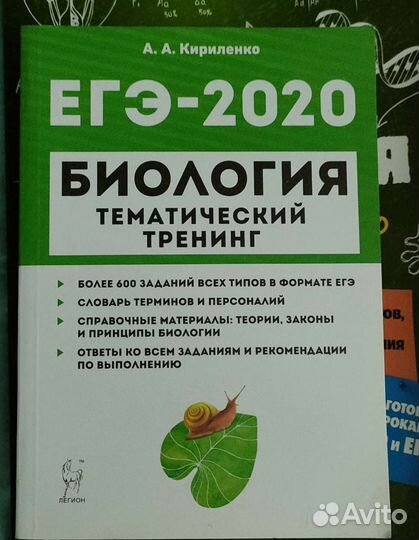 А. А. Кириленко
ЕГЭ-2020
БИОЛОГИЯ
ТЕМАТИЧЕСКИЙ
ТРЕНИНГ
БОЛЕЕ 600 ЗАДАНИЙ ВСЕХ ТИПОВ В ФОРМАТЕ ЕГЭ
СЛОВАРЬ ТЕРМИНОВ И ПЕРСОНАЛИЙ
СПРАВОЧНЫЕ МАТЕРИАЛЫ: ТЕОРИИ, ЗАКОНЫ
И ПРИНЦИПЫ БИОЛОГИИ
ОТВЕТЫ КО ВСЕМ ЗАДАНИЯМ И РЕКОМЕНДАЦИИ
ПО ВЫПОЛНЕНИЮ
ЛЕГИОН
TM
Avito